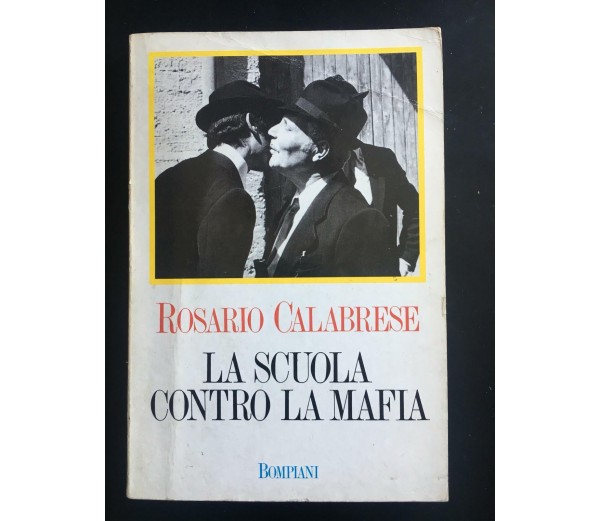 ROSARIO CALABRESE
LA SCUOLA
CONTRO LA MAFIA
BOMPIANI